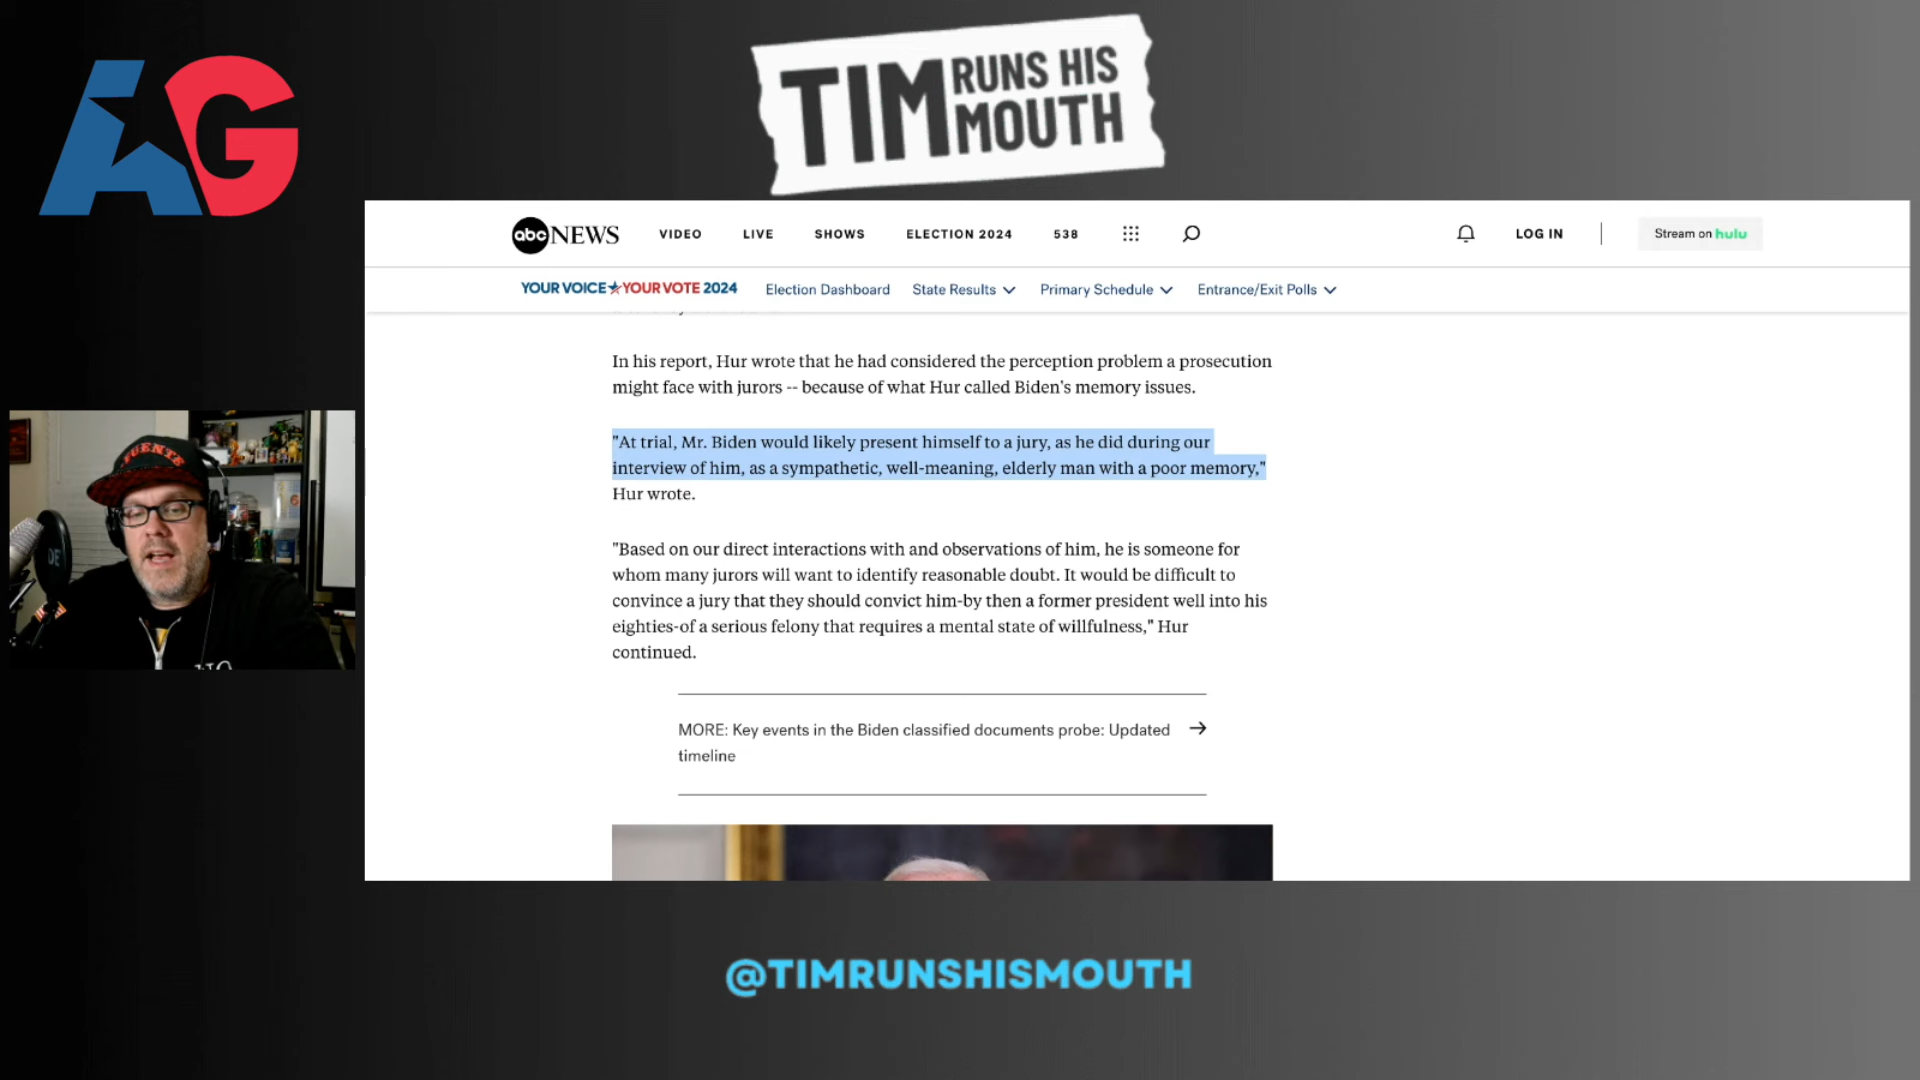 AG
TIM RUNS HIS MOUTH
abc NEWS VIDEO LIVE SHOWS ELECTION 2024 538 LOG IN Stream on hulu
YOUR VOICE YOUR VOTE 2024 Election Dashboard State Results Primary Schedule Entrance/Exit Polls
In his report, Hur wrote that he had considered the perception problem a prosecution
might face with jurors -- because of what Hur called Biden's memory issues.
"At trial, Mr. Biden would likely present himself to a jury, as he did during our
interview of him, as a sympathetic, well-meaning, elderly man with a poor memory,"
Hur wrote.
"Based on our direct interactions with and observations of him, he is someone for
whom many jurors will want to identify reasonable doubt. It would be difficult to
convince a jury that they should convict him-by then a former president well into his
eighties-of a serious felony that requires a mental state of willfulness," Hur
continued.
MORE: Key events in the Biden classified documents probe: Updated
timeline
@TIMRUNSHISMOUTH